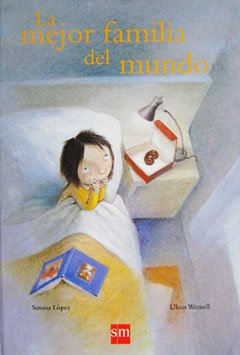 La
mejor familia
del mundo
Susana López
Ulises Wensell
sm